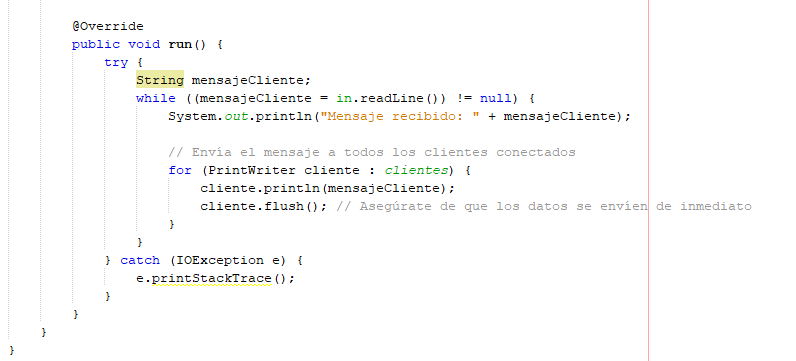 @Override
public void run() {
try {
String mensajeCliente;
while ((mensajeCliente = in.readLine()) != null) {
System.out.println("Mensaje recibido: " + mensajeCliente);
// Envía el mensaje a todos los clientes conectados
for (PrintWriter cliente : clientes) {
cliente.println(mensajeCliente);
cliente.flush(); // Asegúrate de que los datos se envíen de inmediato
}
}
} catch (IOException e) {
e.printStackTrace();
}
}
}
}